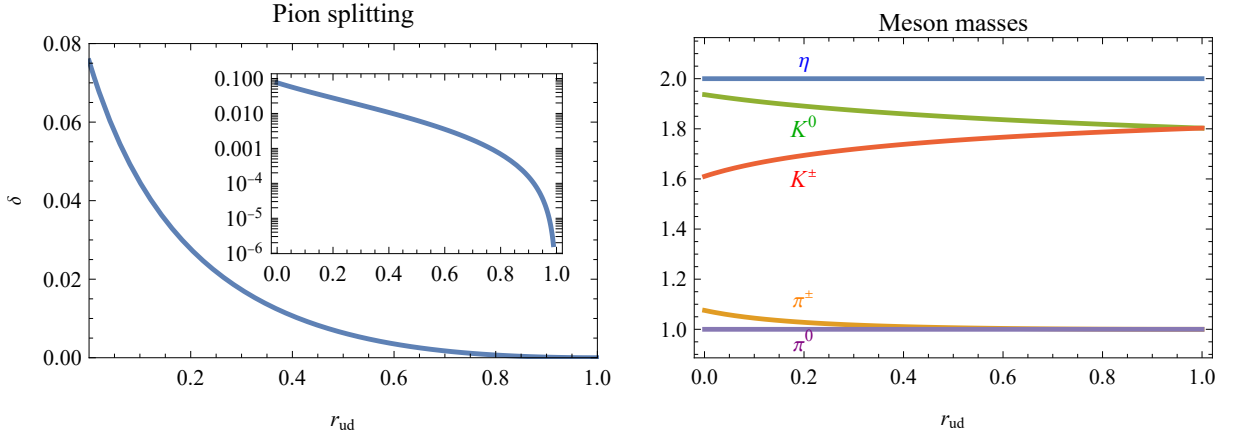 Pion splitting
0.08
0.06
0.04
0.02
0.00
δ
0.100
0.010
0.001
10^-4
10^-5
10^-6
0.0 0.2 0.4 0.6 0.8 1.0
0.2 0.4 0.6 0.8 1.0
r_ud
Meson masses
2.0
1.8
1.6
1.4
1.2
1.0
η
K^0
K^±
π^±
π^0
0.0 0.2 0.4 0.6 0.8 1.0
r_ud